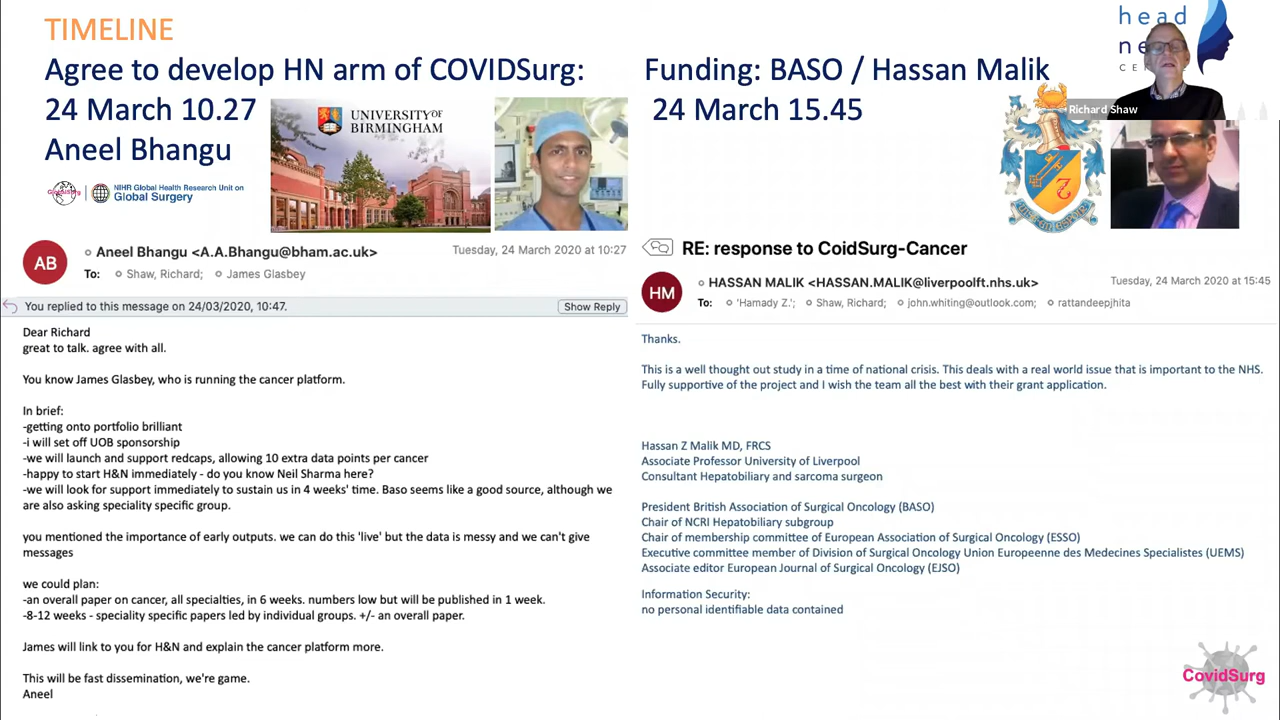 TIMELINE
Agree to develop HN arm of COVIDSurg:
24 March 10.27
Aneel Bhangu
UNIVERSITY OF
BIRMINGHAM
CovidSurg
NIHR Global Health Research Unit on
Global Surgery
AB
Aneel Bhangu <A.A.Bhangu@bham.ac.uk>
Tuesday, 24 March 2020 at 10:27
To: Shaw, Richard; James Glasbey
You replied to this message on 24/03/2020, 10:47.
Show Reply
Dear Richard
great to talk. agree with all.
You know James Glasbey, who is running the cancer platform.
In brief:
-getting onto portfolio brilliant
-i will set off UOB sponsorship
-we will launch and support redcaps, allowing 10 extra data points per cancer
-happy to start H&N immediately - do you know Neil Sharma here?
-we will look for support immediately to sustain us in 4 weeks' time. Baso seems like a good source, although we
are also asking speciality specific group.
you mentioned the importance of early outputs. we can do this 'live' but the data is messy and we can't give
messages
we could plan:
-an overall paper on cancer, all specialties, in 6 weeks. numbers low but will be published in 1 week.
-8-12 weeks - speciality specific papers led by individual groups. +/- an overall paper.
James will link to you for H&N and explain the cancer platform more.
This will be fast dissemination, we're game.
Aneel
Funding: BASO / Hassan Malik
24 March 15.45
head
ne
CE
Richard Shaw
RE: response to CoidSurg-Cancer
HM
HASSAN MALIK <HASSAN.MALIK@liverpoolft.nhs.uk>
Tuesday, 24 March 2020 at 15:45
To: 'Hamady Z.'; Shaw, Richard; john.whiting@outlook.com; rattandeepjhita
Thanks.
This is a well thought out study in a time of national crisis. This deals with a real world issue that is important to the NHS.
Fully supportive of the project and I wish the team all the best with their grant application.
Hassan Z Malik MD, FRCS
Associate Professor University of Liverpool
Consultant Hepatobiliary and sarcoma surgeon
President British Association of Surgical Oncology (BASO)
Chair of NCRI Hepatobiliary subgroup
Chair of membership committee of European Association of Surgical Oncology (ESSO)
Executive committee member of Division of Surgical Oncology Union Europeenne des Medecines Specialistes (UEMS)
Associate editor European Journal of Surgical Oncology (EJSO)
Information Security:
no personal identifiable data contained
CovidSurg